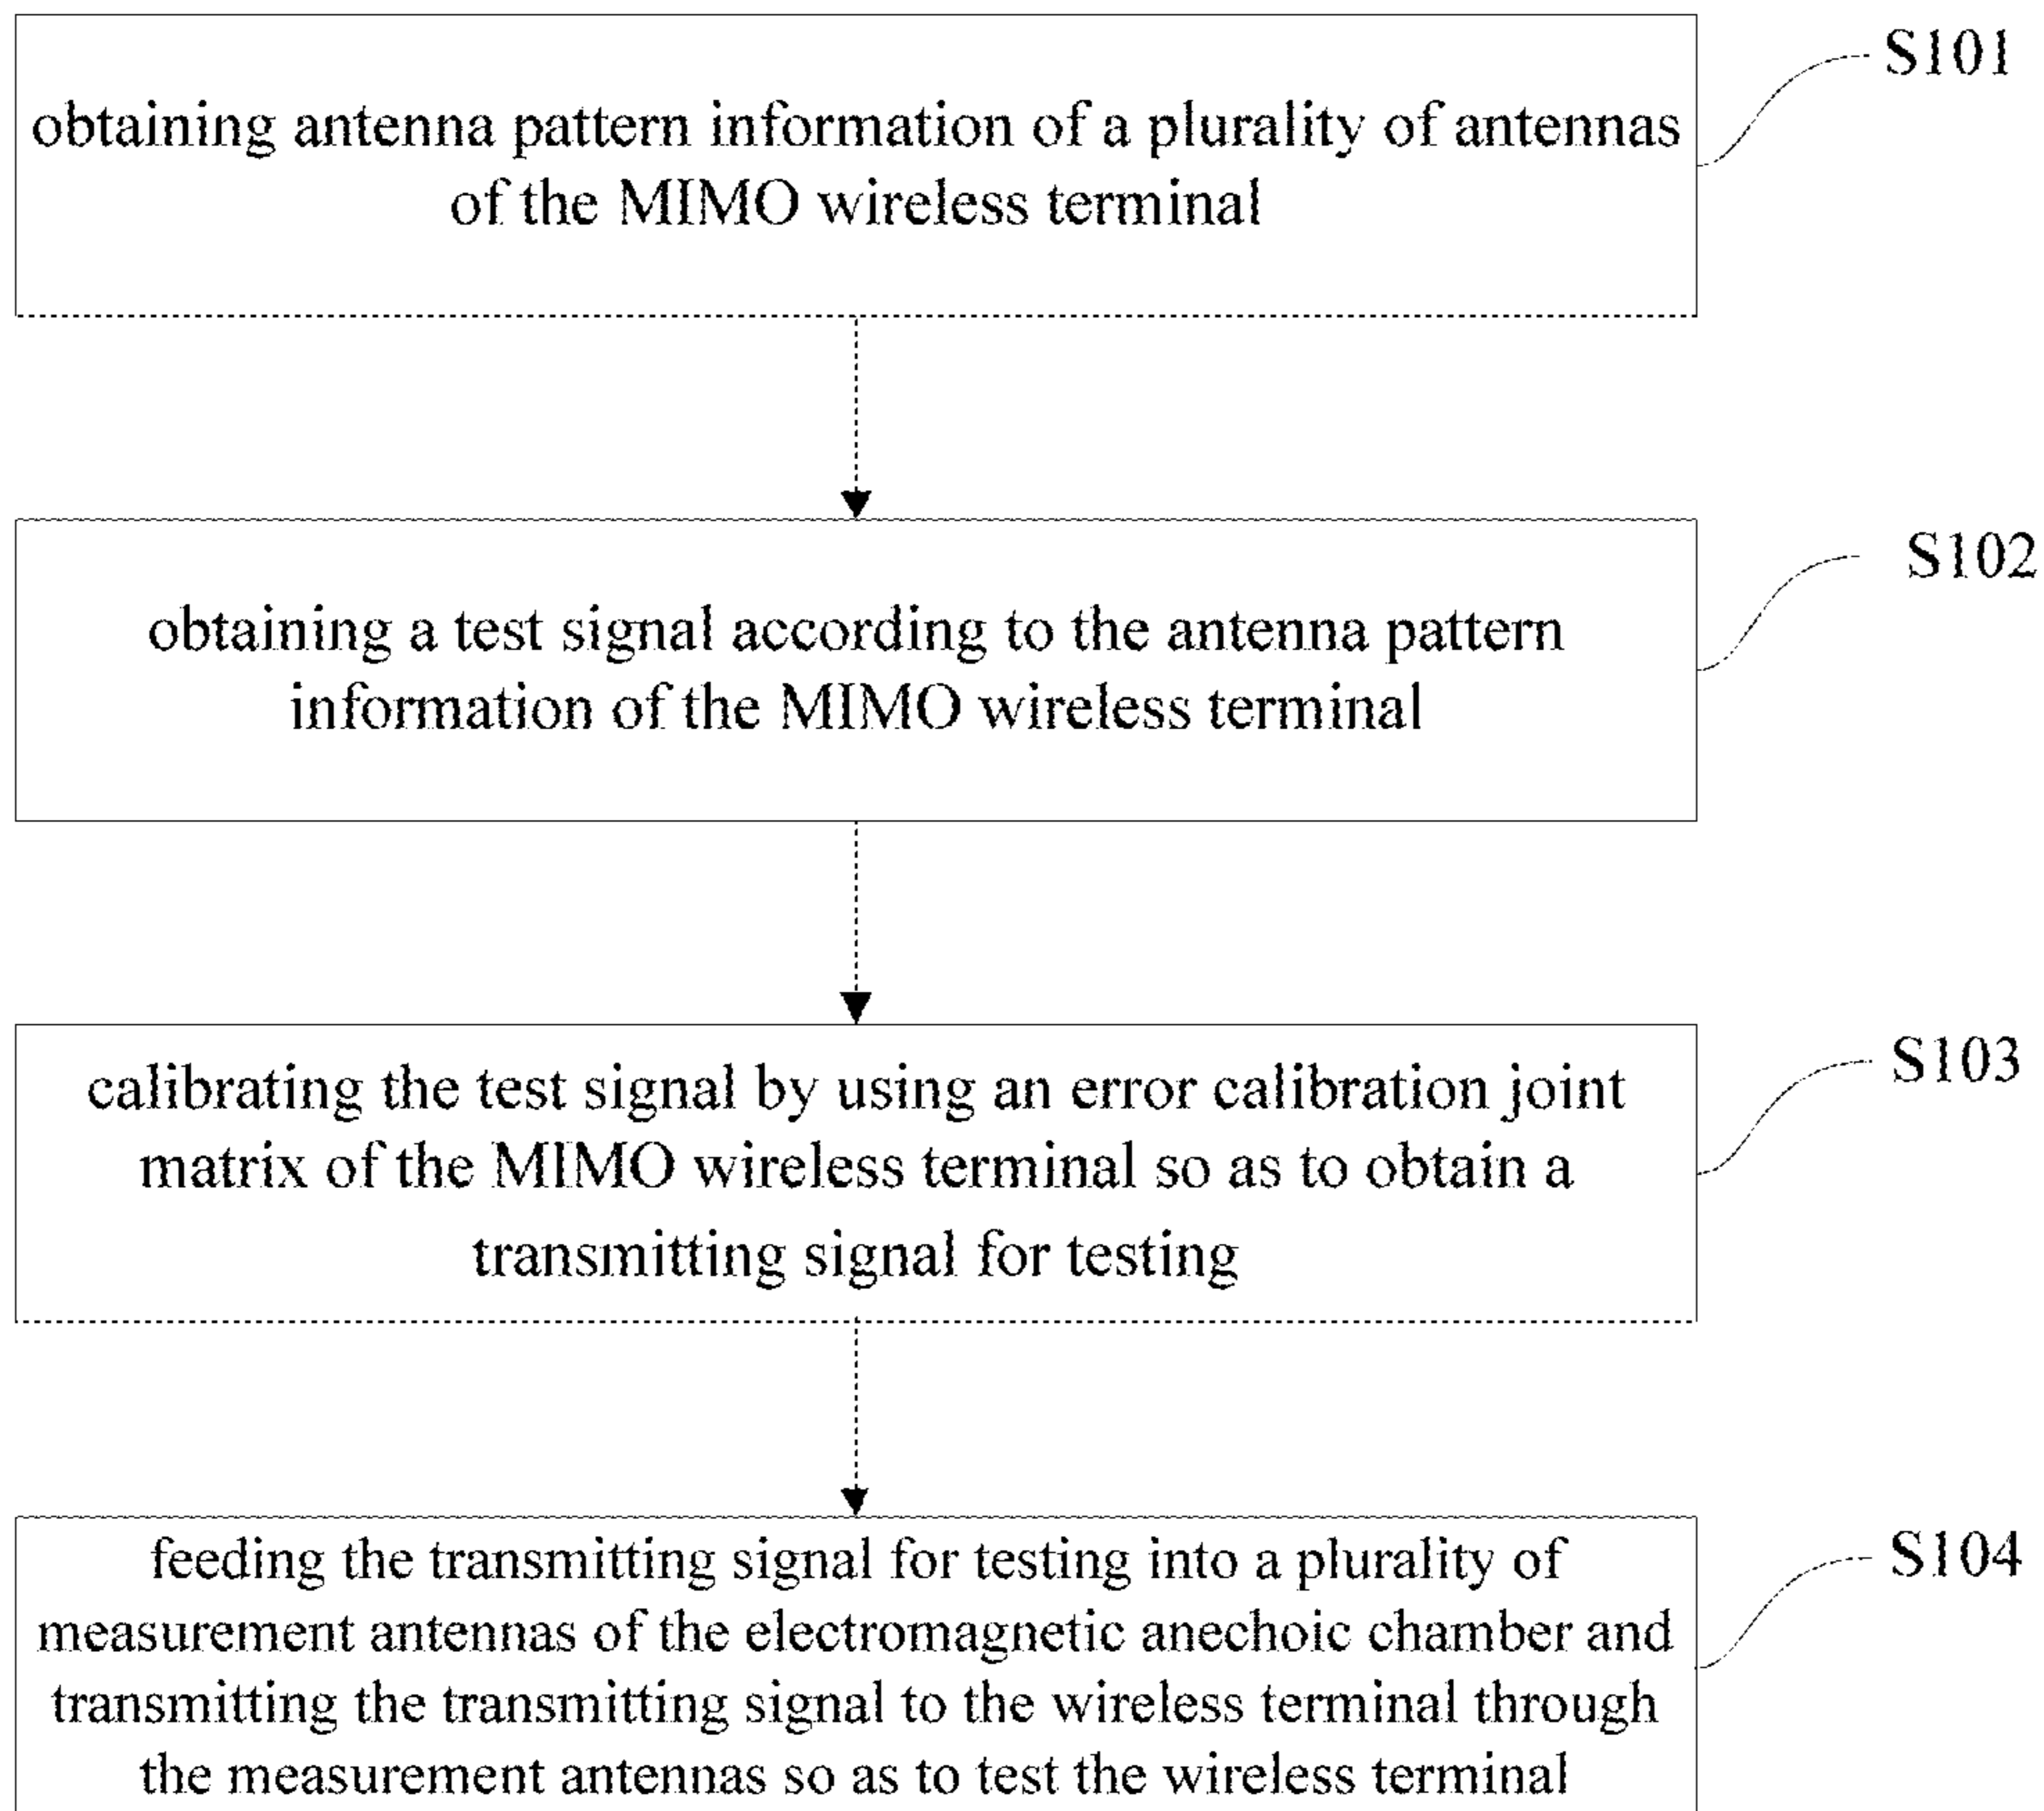 S101
obtaining antenna pattern information of a plurality of antennas
of the MIMO wireless terminal
S102
obtaining a test signal according to the antenna pattern
information of the MIMO wireless terminal
S103
calibrating the test signal by using an error calibration joint
matrix of the MIMO wireless terminal so as to obtain a
transmitting signal for testing
S104
feeding the transmitting signal for testing into a plurality of
measurement antennas of the electromagnetic anechoic chamber and
transmitting the transmitting signal to the wireless terminal through
the measurement antennas so as to test the wireless terminal